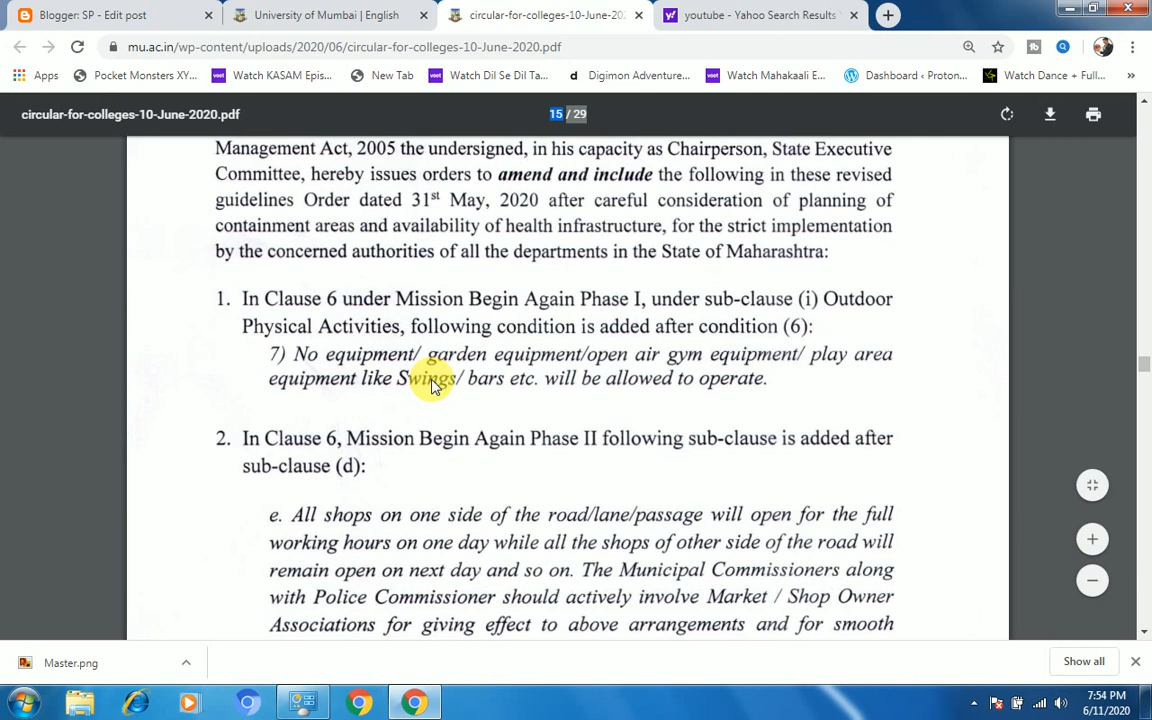 Blogger: SP - Edit post
University of Mumbai | English
circular-for-colleges-10-June-202
youtube - Yahoo Search Results
mu.ac.in/wp-content/uploads/2020/06/circular-for-colleges-10-June-2020.pdf
Apps
Pocket Monsters XY...
Watch KASAM Epis...
New Tab
Watch Dil Se Dil Ta...
Digimon Adventure...
Watch Mahakaali E...
Dashboard ‹ Proton...
Watch Dance + Full...
»
circular-for-colleges-10-June-2020.pdf
15 / 29
Management Act, 2005 the undersigned, in his capacity as Chairperson, State Executive
Committee, hereby issues orders to amend and include the following in these revised
guidelines Order dated 31st May, 2020 after careful consideration of planning of
containment areas and availability of health infrastructure, for the strict implementation
by the concerned authorities of all the departments in the State of Maharashtra:
1. In Clause 6 under Mission Begin Again Phase I, under sub-clause (i) Outdoor
Physical Activities, following condition is added after condition (6):
7) No equipment/ garden equipment/open air gym equipment/ play area
equipment like Swings/ bars etc. will be allowed to operate.
2. In Clause 6, Mission Begin Again Phase II following sub-clause is added after
sub-clause (d):
e. All shops on one side of the road/lane/passage will open for the full
working hours on one day while all the shops of other side of the road will
remain open on next day and so on. The Municipal Commissioners along
with Police Commissioner should actively involve Market / Shop Owner
Associations for giving effect to above arrangements and for smooth
Master.png
Show all
7:54 PM
6/11/2020